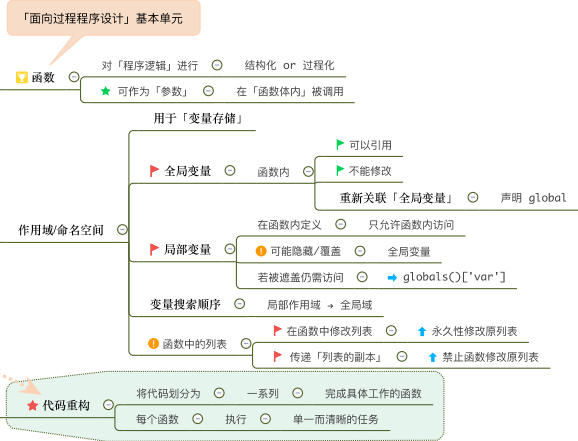 「面向过程程序设计」基本单元
函数
对「程序逻辑」进行 结构化 or 过程化
可作为「参数」 在「函数体内」被调用
作用域/命名空间
用于「变量存储」
全局变量 函数内
可以引用
不能修改
重新关联「全局变量」 声明 global
局部变量
在函数内定义 只允许函数内访问
可能隐藏/覆盖 全局变量
若被遮盖仍需访问 globals()['var']
变量搜索顺序 局部作用域 → 全局域
函数中的列表
在函数中修改列表 永久性修改原列表
传递「列表的副本」 禁止函数修改原列表
代码重构
将代码划分为 一系列 完成具体工作的函数
每个函数 执行 单一而清晰的任务